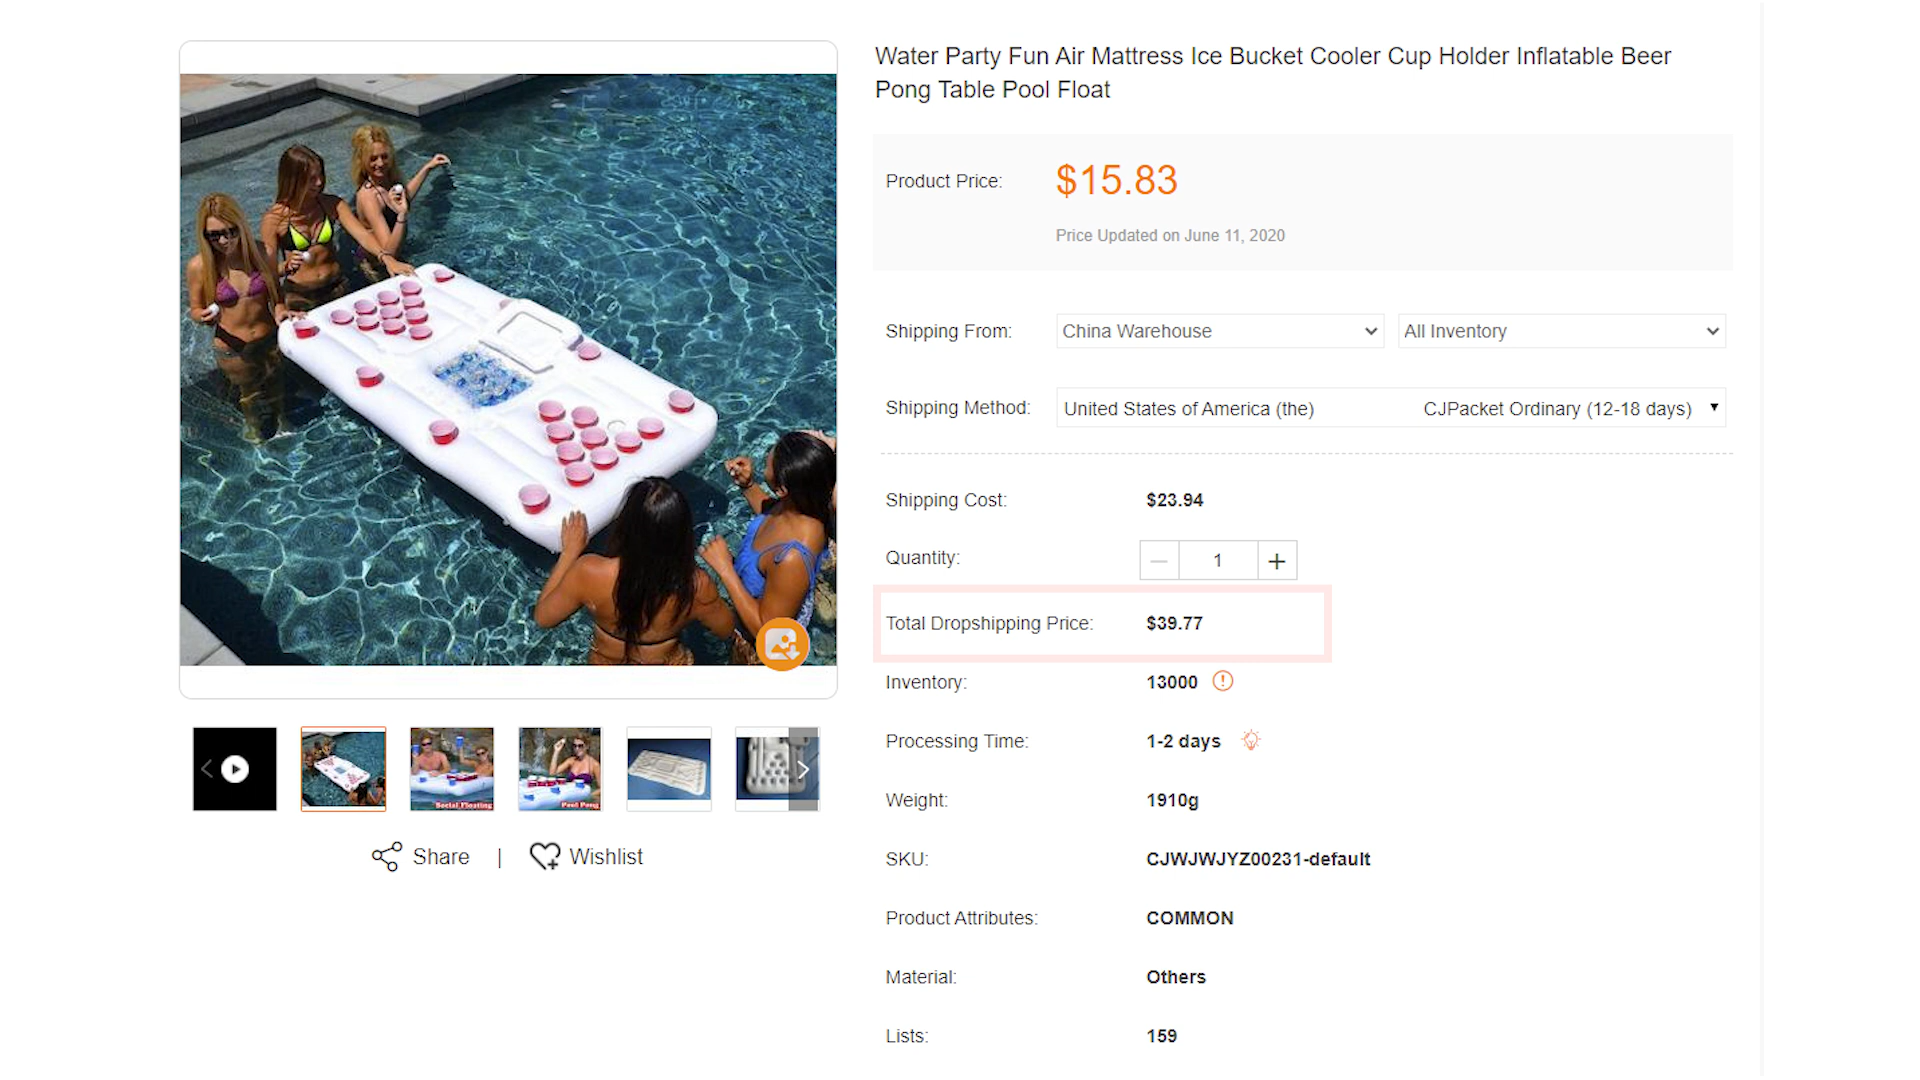 Water Party Fun Air Mattress Ice Bucket Cooler Cup Holder Inflatable Beer
Pong Table Pool Float
Product Price: $15.83
Price Updated on June 11, 2020
Shipping From: China Warehouse All Inventory
Shipping Method: United States of America (the) CJPacket Ordinary (12-18 days)
Shipping Cost: $23.94
Quantity: 1
Total Dropshipping Price: $39.77
Inventory: 13000
Processing Time: 1-2 days
Weight: 1910g
SKU: CJWJWJYZ00231-default
Product Attributes: COMMON
Material: Others
Lists: 159
Social Floating
Pool Pong
Share | Wishlist